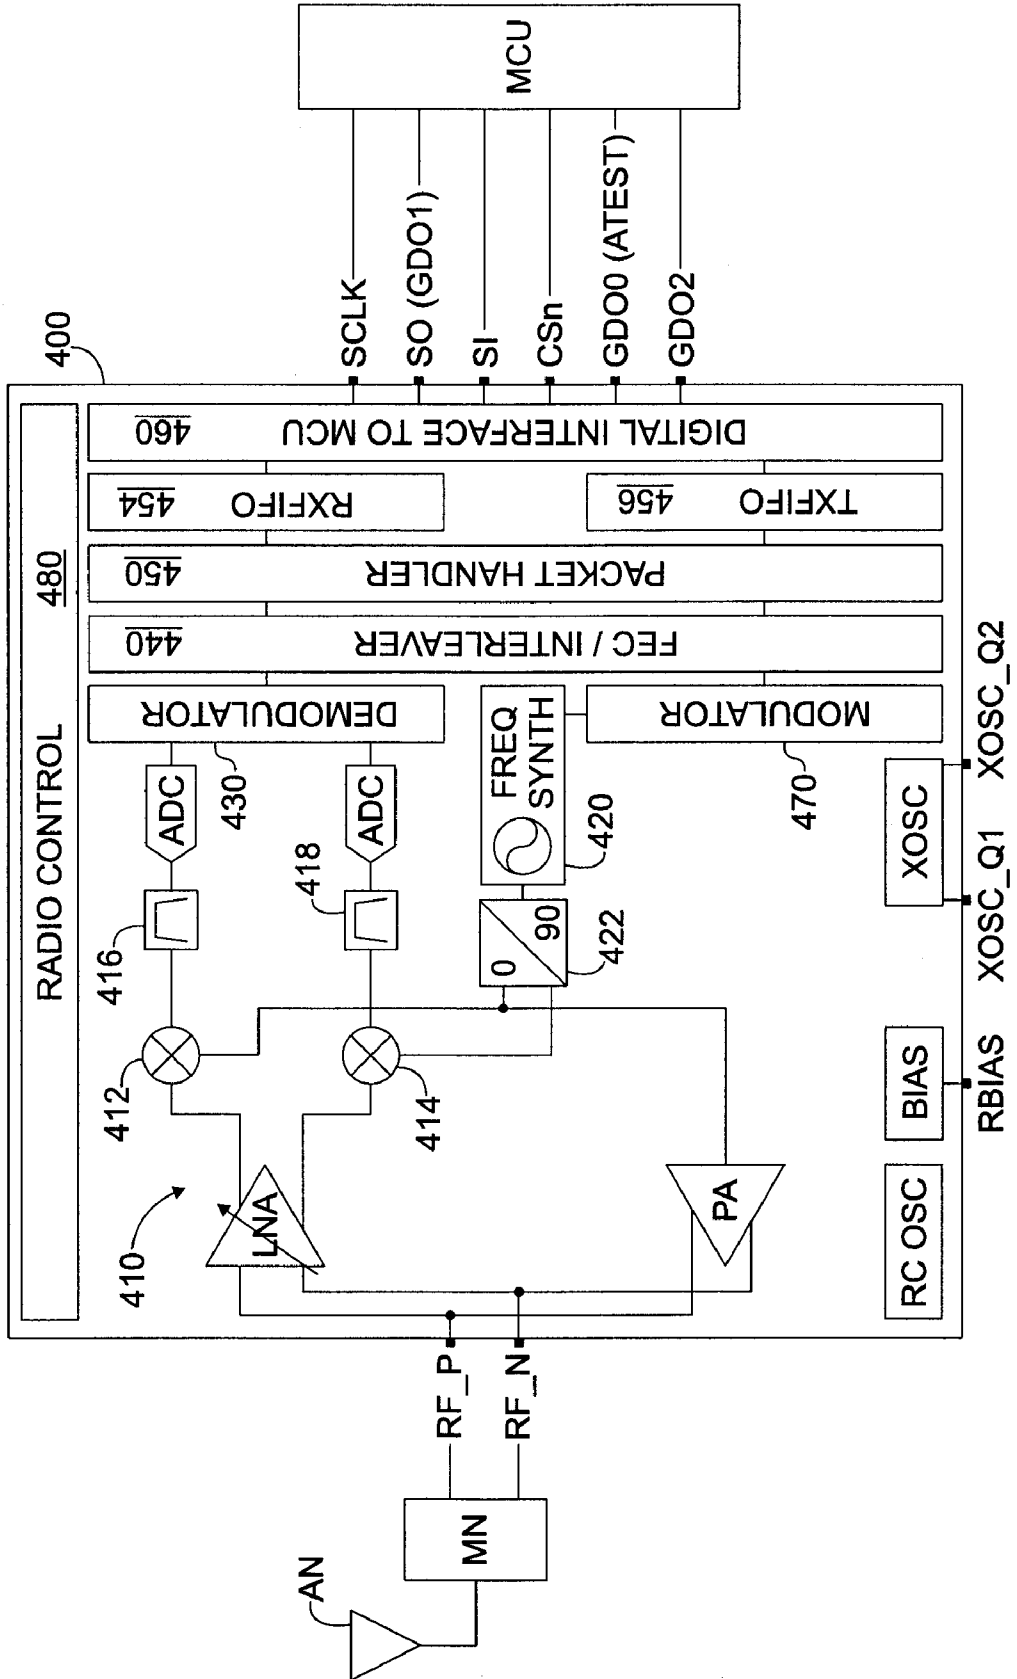 RADIO CONTROL 480
400
410
412
414
416
418
LNA
PA
ADC
ADC
430
DEMODULATOR
FREQ
SYNTH
420
0
90
422
MODULATOR
470
FEC / INTERLEAVER 440
PACKET HANDLER 450
RXFIFO 454
TXFIFO 456
DIGITAL INTERFACE TO MCU 460
SCLK
SO (GDO1)
SI
CSn
GDO0 (ATEST)
GDO2
MCU
AN
MN
RF_P
RF_N
RC OSC
BIAS
RBIAS
XOSC
XOSC_Q1
XOSC_Q2